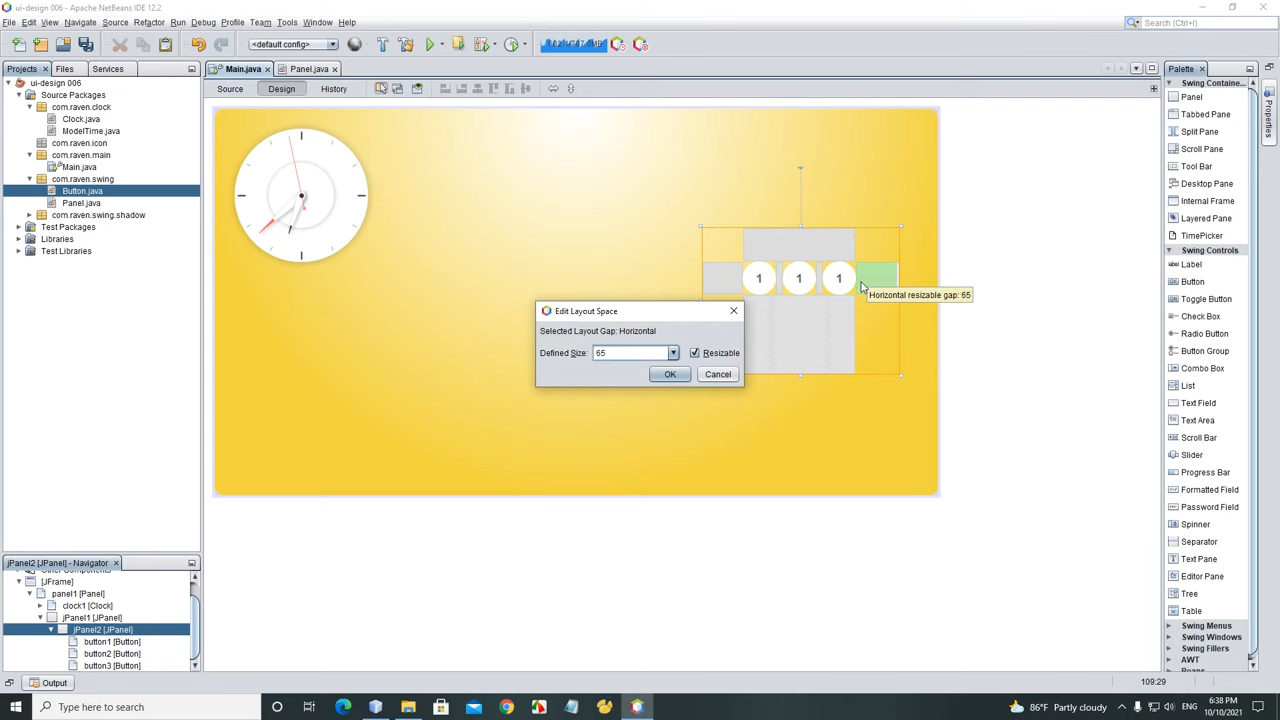 ui-design 006 - Apache NetBeans IDE 12.2
File Edit View Navigate Source Refactor Run Debug Profile Team Tools Window Help
Search (Ctrl+I)
<default config>
Projects Files Services
Main.java Panel.java
Palette
Source Design History
ui-design 006
Source Packages
com.raven.clock
Clock.java
ModelTime.java
com.raven.icon
com.raven.main
Main.java
com.raven.swing
Button.java
Panel.java
com.raven.swing.shadow
Test Packages
Libraries
Test Libraries
1 1 1
Horizontal resizable gap: 65
Edit Layout Space
Selected Layout Gap: Horizontal
Defined Size: 65 Resizable
OK Cancel
Panel
Tabbed Pane
Split Pane
Scroll Pane
Tool Bar
Desktop Pane
Internal Frame
Layered Pane
TimePicker
Swing Controls
label Label
Button
Toggle Button
Check Box
Radio Button
Button Group
Combo Box
List
Text Field
Text Area
Scroll Bar
Slider
Progress Bar
Formatted Field
Password Field
Spinner
Separator
Text Pane
Editor Pane
Tree
Table
Swing Menus
Swing Windows
Swing Fillers
AWT
Properties
jPanel2 [JPanel] - Navigator
[JFrame]
panel1 [Panel]
clock1 [Clock]
jPanel1 [JPanel]
jPanel2 [JPanel]
button1 [Button]
button2 [Button]
button3 [Button]
Output
109:29
Type here to search
86°F Partly cloudy
6:38 PM
10/10/2021